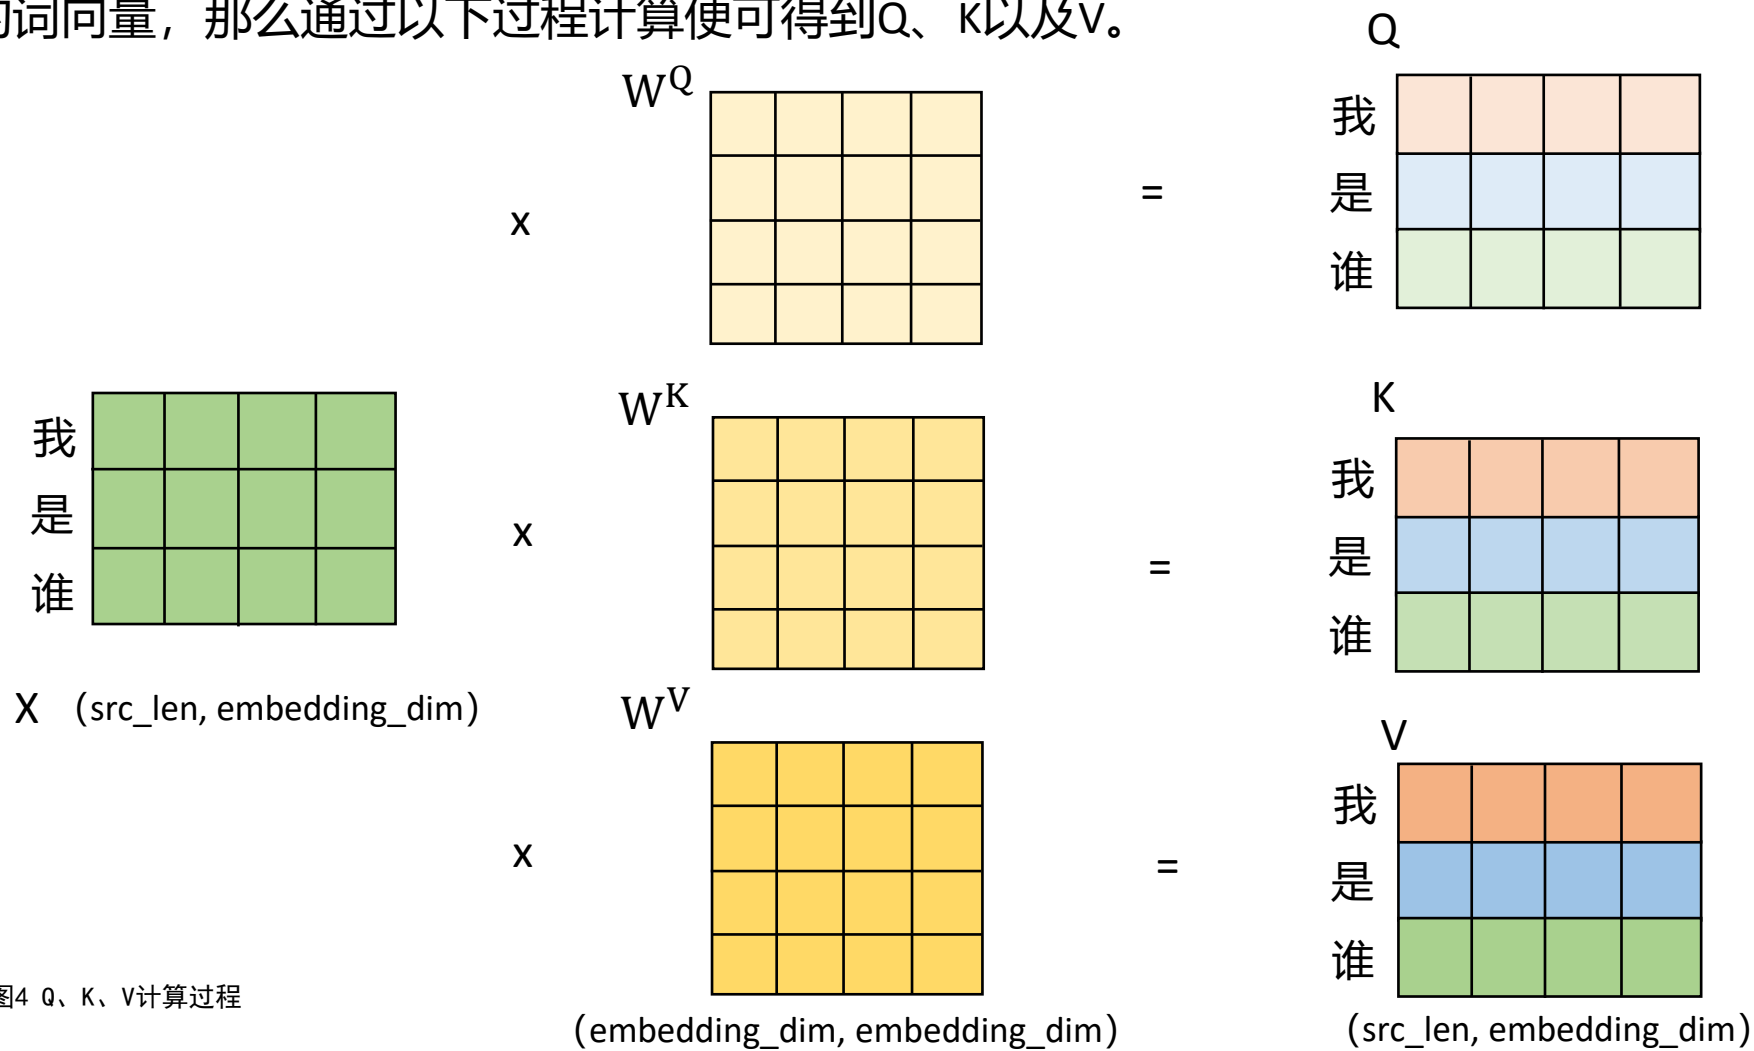 的词向量，那么通过以下过程计算便可得到Q、K以及V。
Q
W^Q
我
是
谁
x
=
W^K
K
我
是
谁
x
=
我
是
谁
X （src_len, embedding_dim）
W^V
V
我
是
谁
x
=
图4 Q、K、V计算过程
（embedding_dim, embedding_dim）
（src_len, embedding_dim）